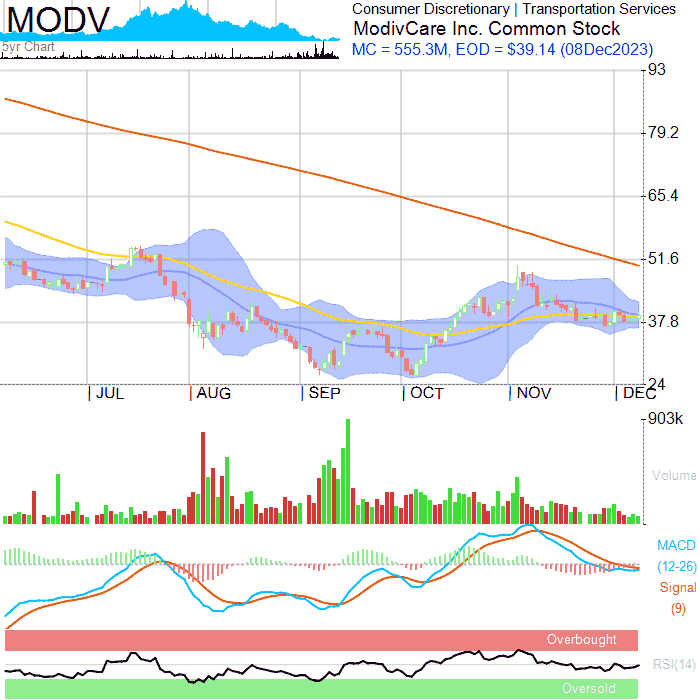 MODV
Consumer Discretionary | Transportation Services
ModivCare Inc. Common Stock
5yr Chart
MC = 555.3M, EOD = $39.14 (08Dec2023)
93
79.2
65.4
51.6
37.8
24
|JUL |AUG |SEP |OCT |NOV |DEC
903k
Volume
MACD
(12-26)
Signal
(9)
Overbought
RSI(14)
Oversold